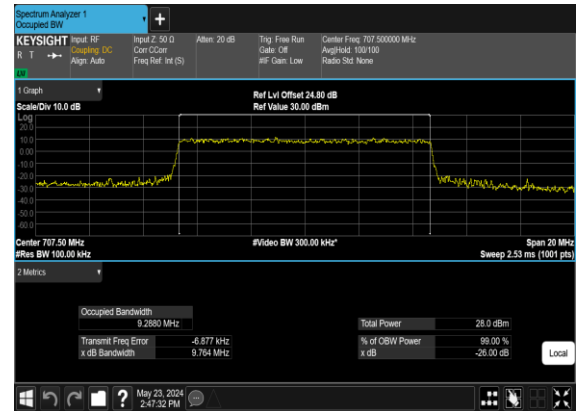 Spectrum Analyzer 1
Occupied BW
+
KEYSIGHT
R T
LXI
Input: RF
Coupling: DC
Align: Auto
Input Z: 50 Ω
Corr CCorr
Freq Ref: Int (S)
Atten: 20 dB
Trig: Free Run
Gate: Off
#IF Gain: Low
Center Freq: 707.500000 MHz
Avg|Hold: 100/100
Radio Std: None
1 Graph
Scale/Div 10.0 dB
Ref Lvl Offset 24.80 dB
Ref Value 30.00 dBm
Log
20.0
10.0
0.00
-10.0
-20.0
-30.0
-40.0
-50.0
-60.0
Center 707.50 MHz
#Video BW 300.00 kHz*
Span 20 MHz
#Res BW 100.00 kHz
Sweep 2.53 ms (1001 pts)
2 Metrics
Occupied Bandwidth
9.2880 MHz
Total Power 28.0 dBm
Transmit Freq Error -6.877 kHz
% of OBW Power 99.00 %
x dB Bandwidth 9.764 MHz
x dB -26.00 dB
Local
?
May 23, 2024
2:47:32 PM